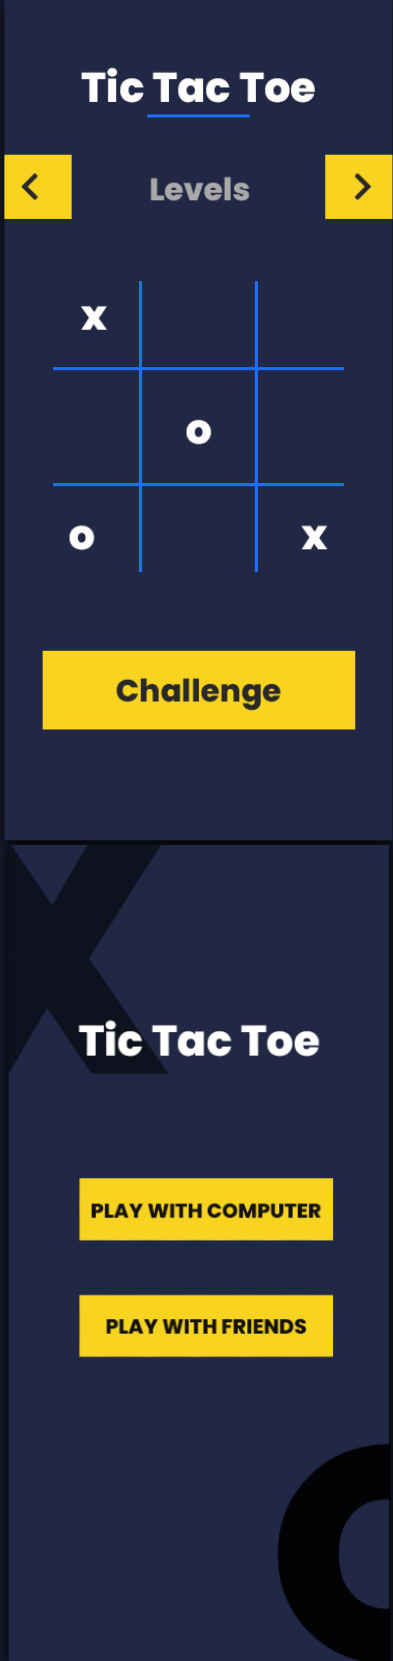 Tic Tac Toe
Levels
X
O
O X
Challenge
X
Tic Tac Toe
PLAY WITH COMPUTER
PLAY WITH FRIENDS
O